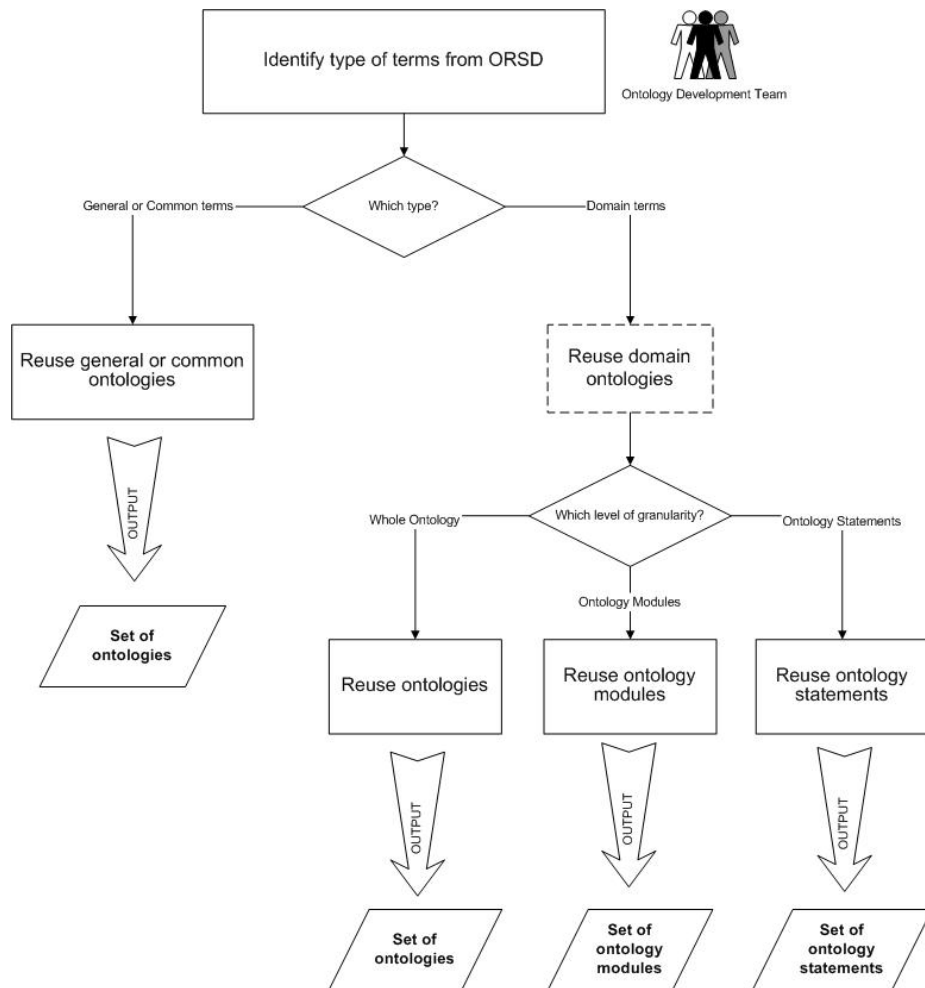 Identify type of terms from ORSD
Ontology Development Team
General or Common terms
Which type?
Domain terms
Reuse general or common
ontologies
Reuse domain
ontologies
OUTPUT
Whole Ontology
Which level of granularity?
Ontology Statements
Ontology Modules
Set of
ontologies
Reuse ontologies
Reuse ontology
modules
Reuse ontology
statements
OUTPUT
OUTPUT
OUTPUT
Set of
ontologies
Set of
ontology
modules
Set of
ontology
statements